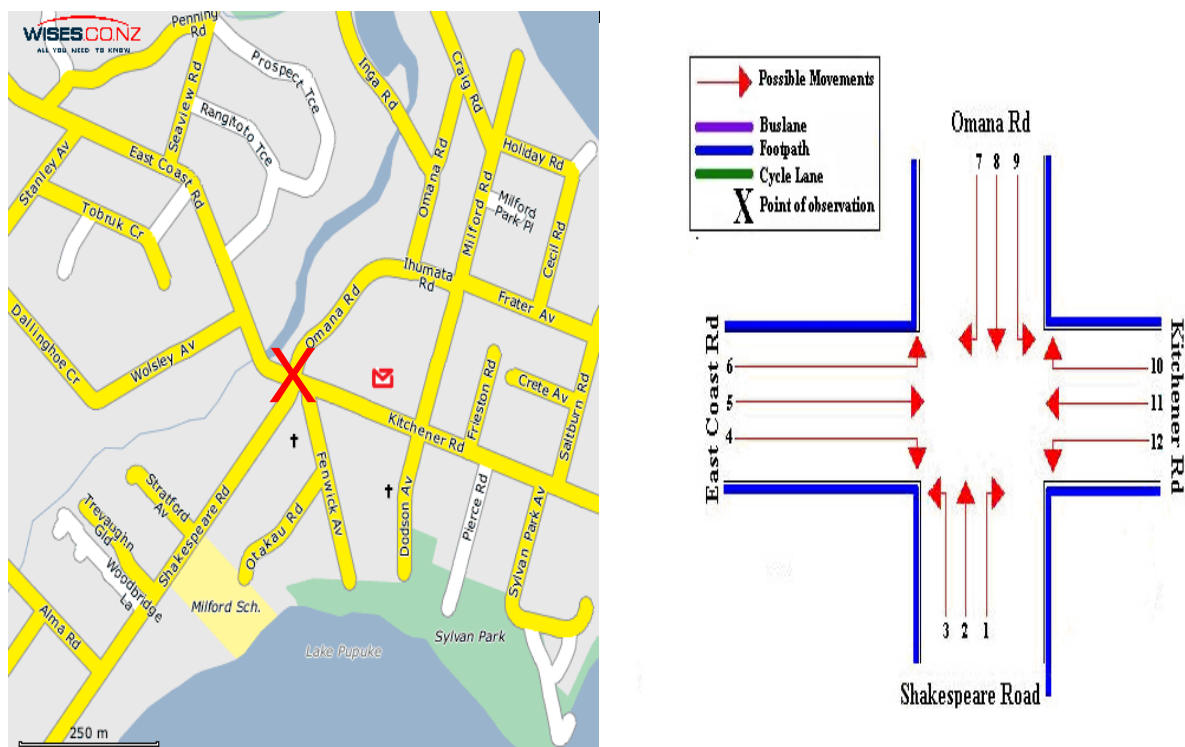 WISES.CO.NZ
ALL YOU NEED TO KNOW
Penning
Rd
Prospect Tce
Inga Rd
Craig Rd
Seaview Rd
Rangitoto Tce
East Coast
Rd
Stanley Av
Tobruk Cr
Omana Rd
Milford Rd
Holiday Rd
Milford
Park Pl
Cecil Rd
Ihumata
Rd
Frater Av
Omana Rd
Dallinghoe Cr
Wolsley Av
X
Kitchener Rd
Frieston Rd
Crete Av
Saltburn Rd
Fenwick Av
Dodson Av
Pierce Rd
Sylvan Park Av
Stratford
Av
Trevaughn
Gld
Woodbridge
La
Shakespeare Rd
Otakau Rd
Alma Rd
Milford Sch.
Lake Pupuke
Sylvan Park
250 m
Possible Movements
Buslane
Footpath
Cycle Lane
X Point of observation
Omana Rd
7 8 9
East Coast Rd
6
5
4
Kitchener Rd
10
11
12
3 2 1
Shakespeare Road